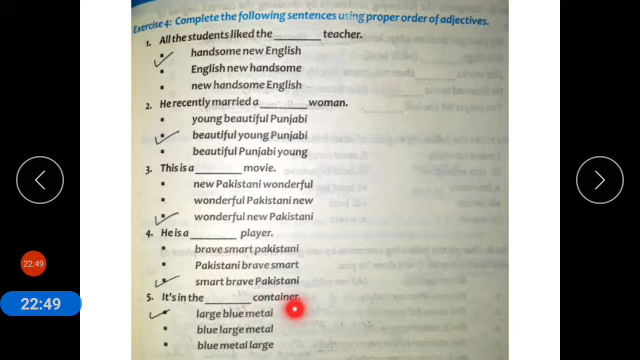 Exercise 4: Complete the following sentences using proper order of adjectives.
1. All the students liked the ________ teacher.
handsome new English
English new handsome
new handsome English
2. He recently married a ________ woman.
young beautiful Punjabi
beautiful young Punjabi
beautiful Punjabi young
3. This is a ________ movie.
new Pakistani wonderful
wonderful Pakistani new
wonderful new Pakistani
4. He is a ________ player.
brave smart pakistani
Pakistani brave smart
smart brave Pakistani
22:49
22:49
5. It's in the ________ container.
large blue metal
blue large metal
blue metal large